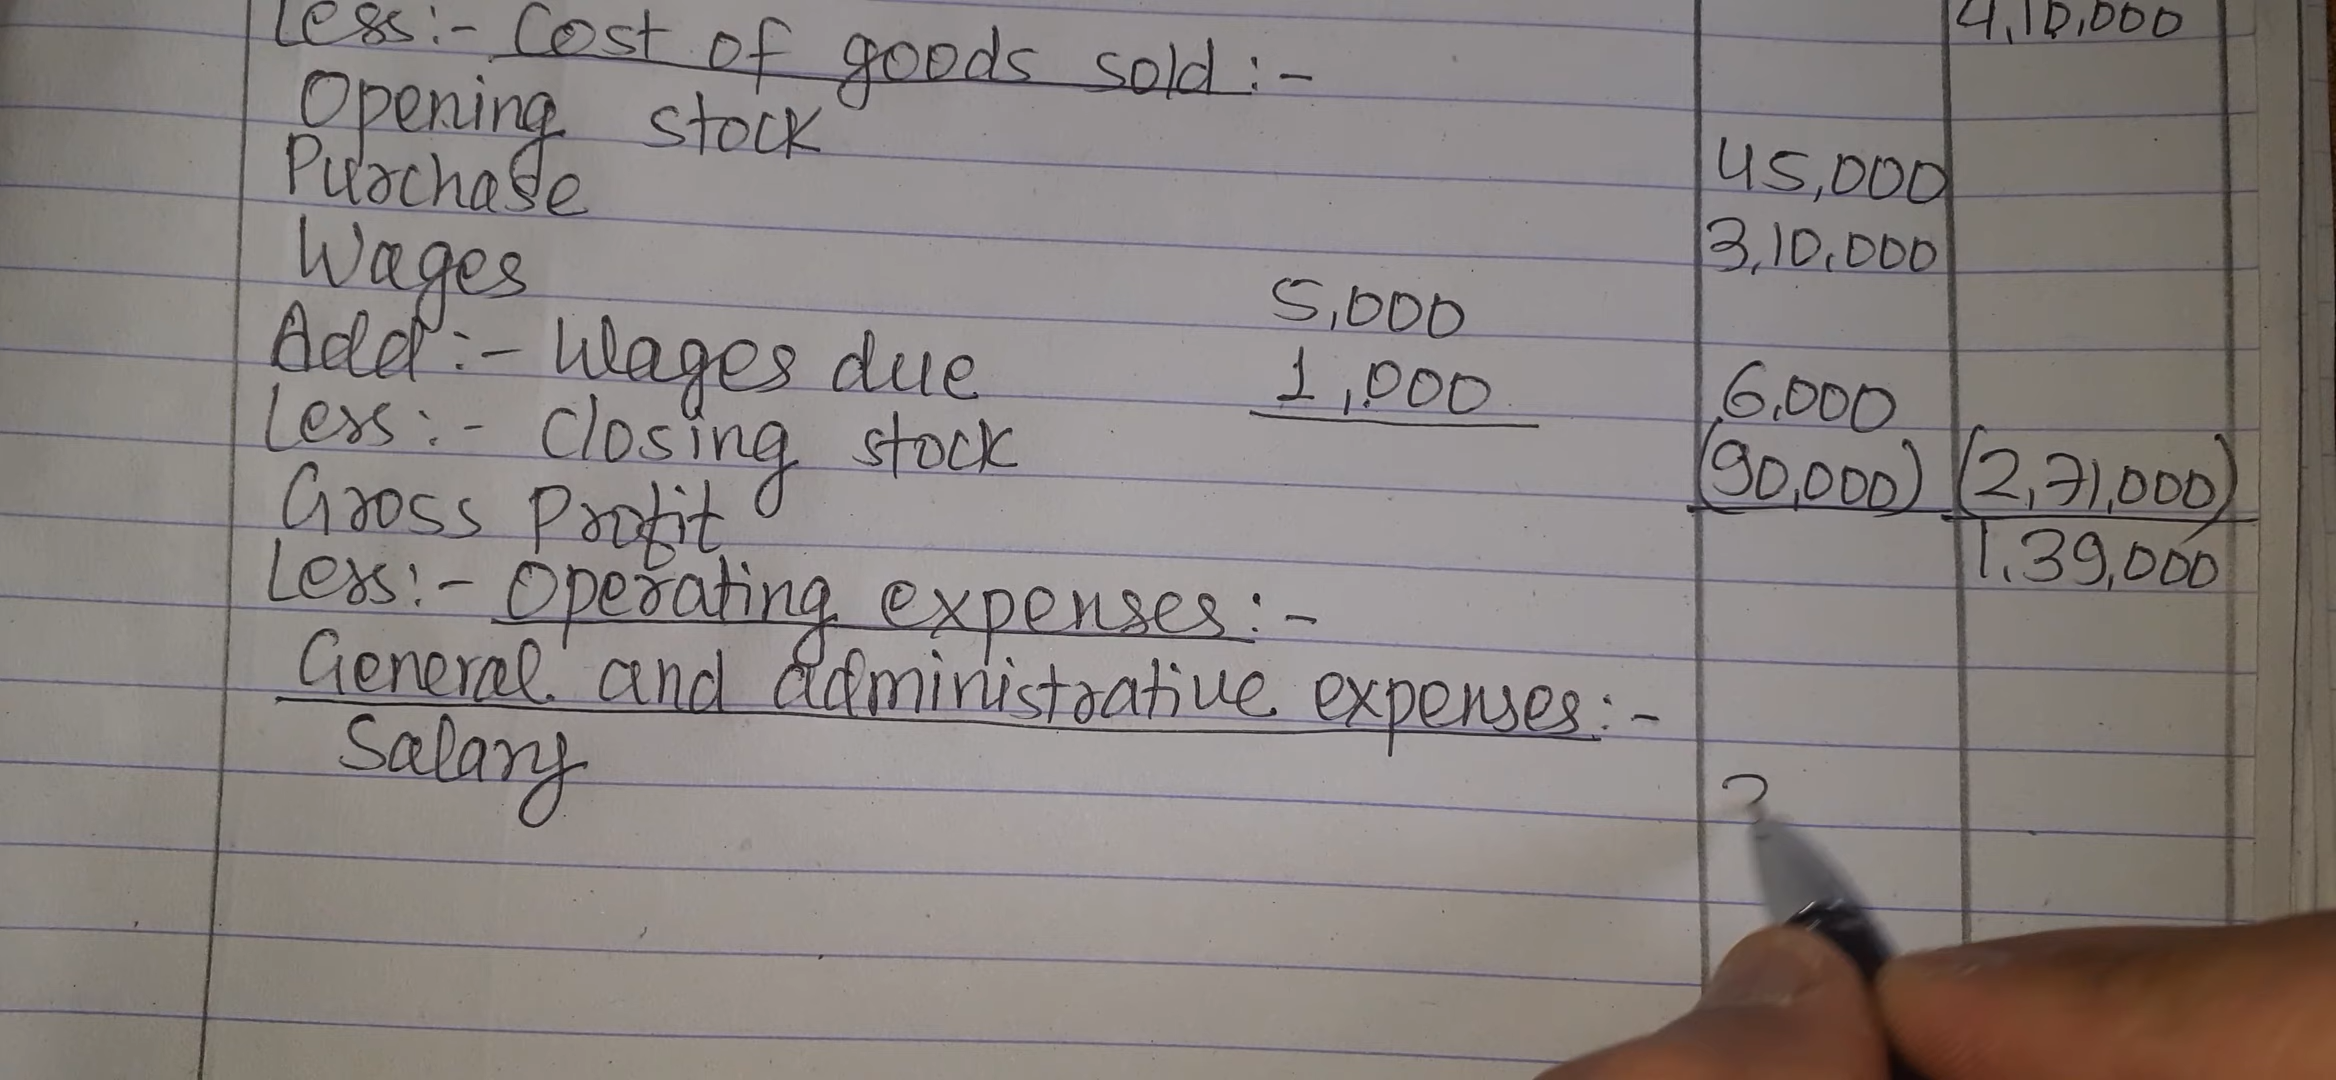 4,10,000
Less:- Cost of goods sold:-
Opening stock 45,000
Purchase 3,10,000
Wages 5,000
Add:- Wages due 1,000 6,000
Less:- Closing stock (90,000) (2,71,000)
Gross Profit 1,39,000
Less:- Operating expenses:-
General and administrative expenses:-
Salary